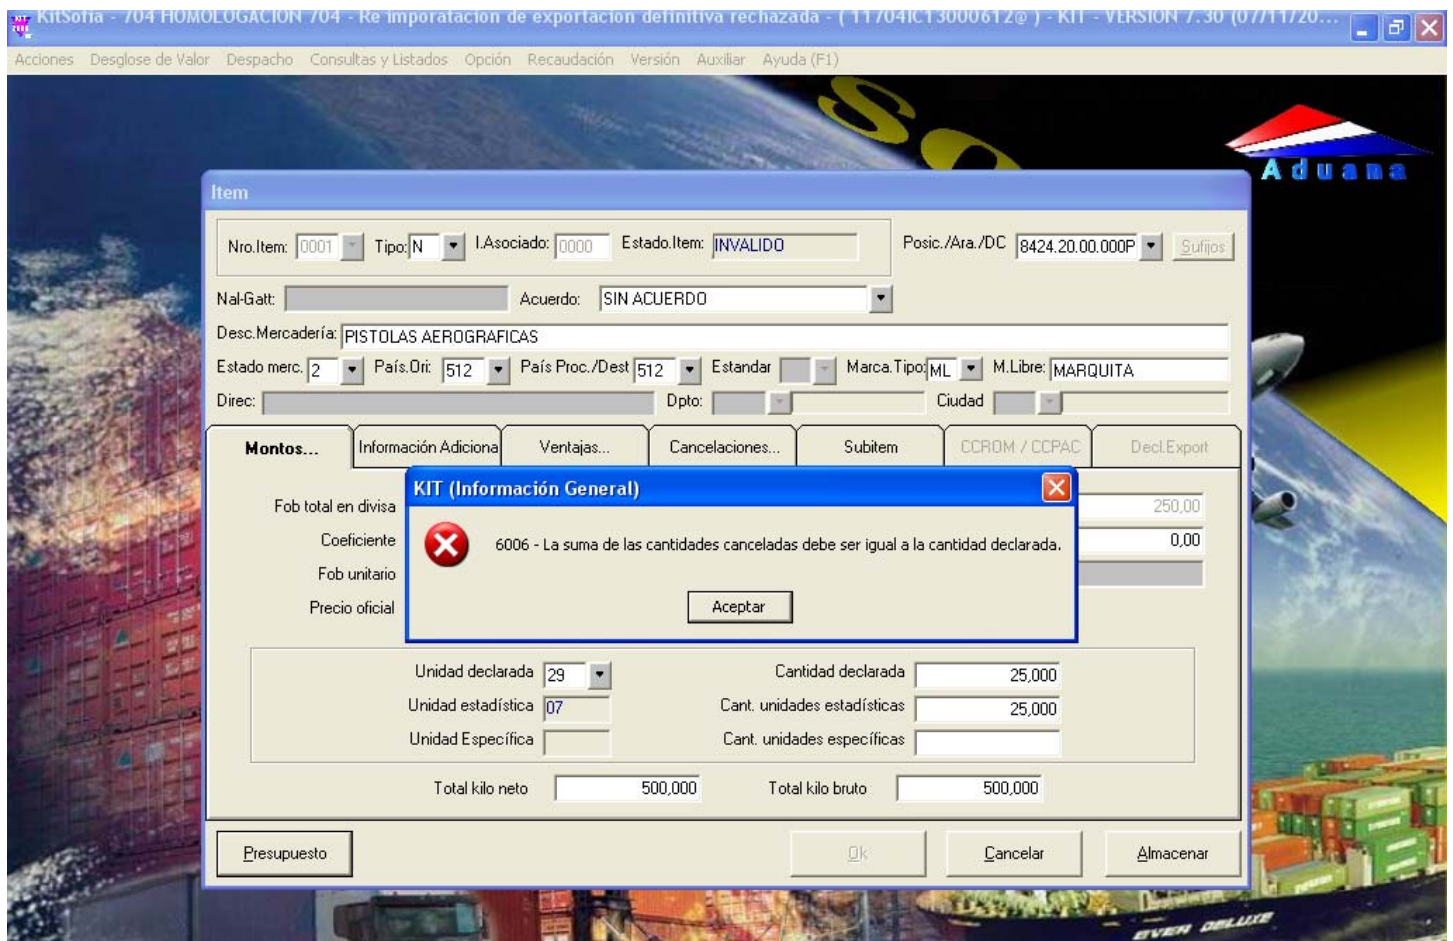 KitSofia - 704 HOMOLOGACION 704 - Re imporatacion de exportacion definitiva rechazada - ( 11704IC13000612@ ) - KIT - VERSION 7.30 (07/11/20...
Acciones Desglose de Valor Despacho Consultas y Listados Opción Recaudación Versión Auxiliar Ayuda (F1)
SO
Aduana
Item
Nro.Item: 0001 Tipo: N I.Asociado: 0000 Estado.Item: INVALIDO Posic./Ara./DC 8424.20.00.000P Sufijos
Nal-Gatt: Acuerdo: SIN ACUERDO
Desc.Mercadería: PISTOLAS AEROGRAFICAS
Estado merc. 2 País.Ori: 512 País Proc./Dest 512 Estandar Marca.Tipo: ML M.Libre: MARQUITA
Direc: Dpto: Ciudad
Montos... Información Adiciona Ventajas... Cancelaciones... Subitem CCROM / CCPAC Decl.Export
KIT (Información General)
Fob total en divisa 250,00
Coeficiente 0,00
6006 - La suma de las cantidades canceladas debe ser igual a la cantidad declarada.
Fob unitario
Precio oficial
Aceptar
Unidad declarada 29 Cantidad declarada 25,000
Unidad estadística 07 Cant. unidades estadísticas 25,000
Unidad Específica Cant. unidades específicas
Total kilo neto 500,000 Total kilo bruto 500,000
Presupuesto Ok Cancelar Almacenar
EVER DELUXE